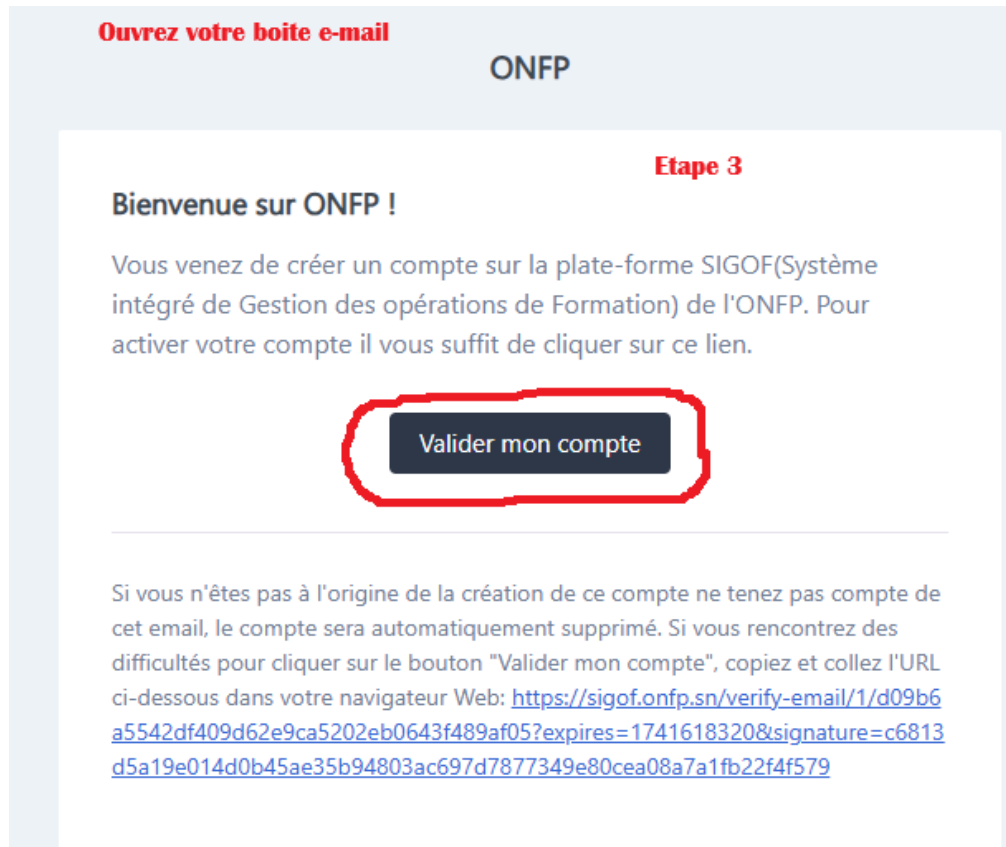 Ouvrez votre boite e-mail
ONFP
Etape 3
Bienvenue sur ONFP !
Vous venez de créer un compte sur la plate-forme SIGOF(Système
intégré de Gestion des opérations de Formation) de l'ONFP. Pour
activer votre compte il vous suffit de cliquer sur ce lien.
Valider mon compte
Si vous n'êtes pas à l'origine de la création de ce compte ne tenez pas compte de
cet email, le compte sera automatiquement supprimé. Si vous rencontrez des
difficultés pour cliquer sur le bouton "Valider mon compte", copiez et collez l'URL
ci-dessous dans votre navigateur Web: https://sigof.onfp.sn/verify-email/1/d09b6
a5542df409d62e9ca5202eb0643f489af05?expires=1741618320&signature=c6813
d5a19e014d0b45ae35b94803ac697d7877349e80cea08a7a1fb22f4f579